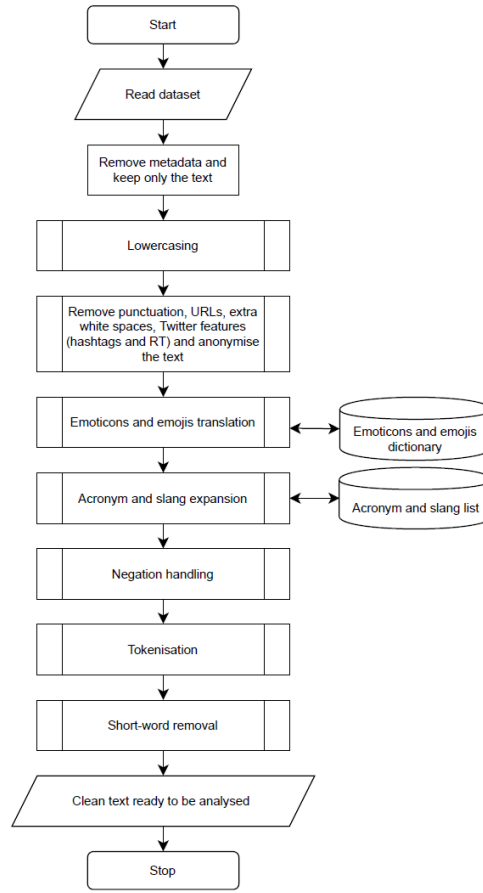 Start
Read dataset
Remove metadata and
keep only the text
Lowercasing
Remove punctuation, URLs, extra
white spaces, Twitter features
(hashtags and RT) and anonymise
the text
Emoticons and emojis translation
Emoticons and emojis
dictionary
Acronym and slang expansion
Acronym and slang list
Negation handling
Tokenisation
Short-word removal
Clean text ready to be analysed
Stop